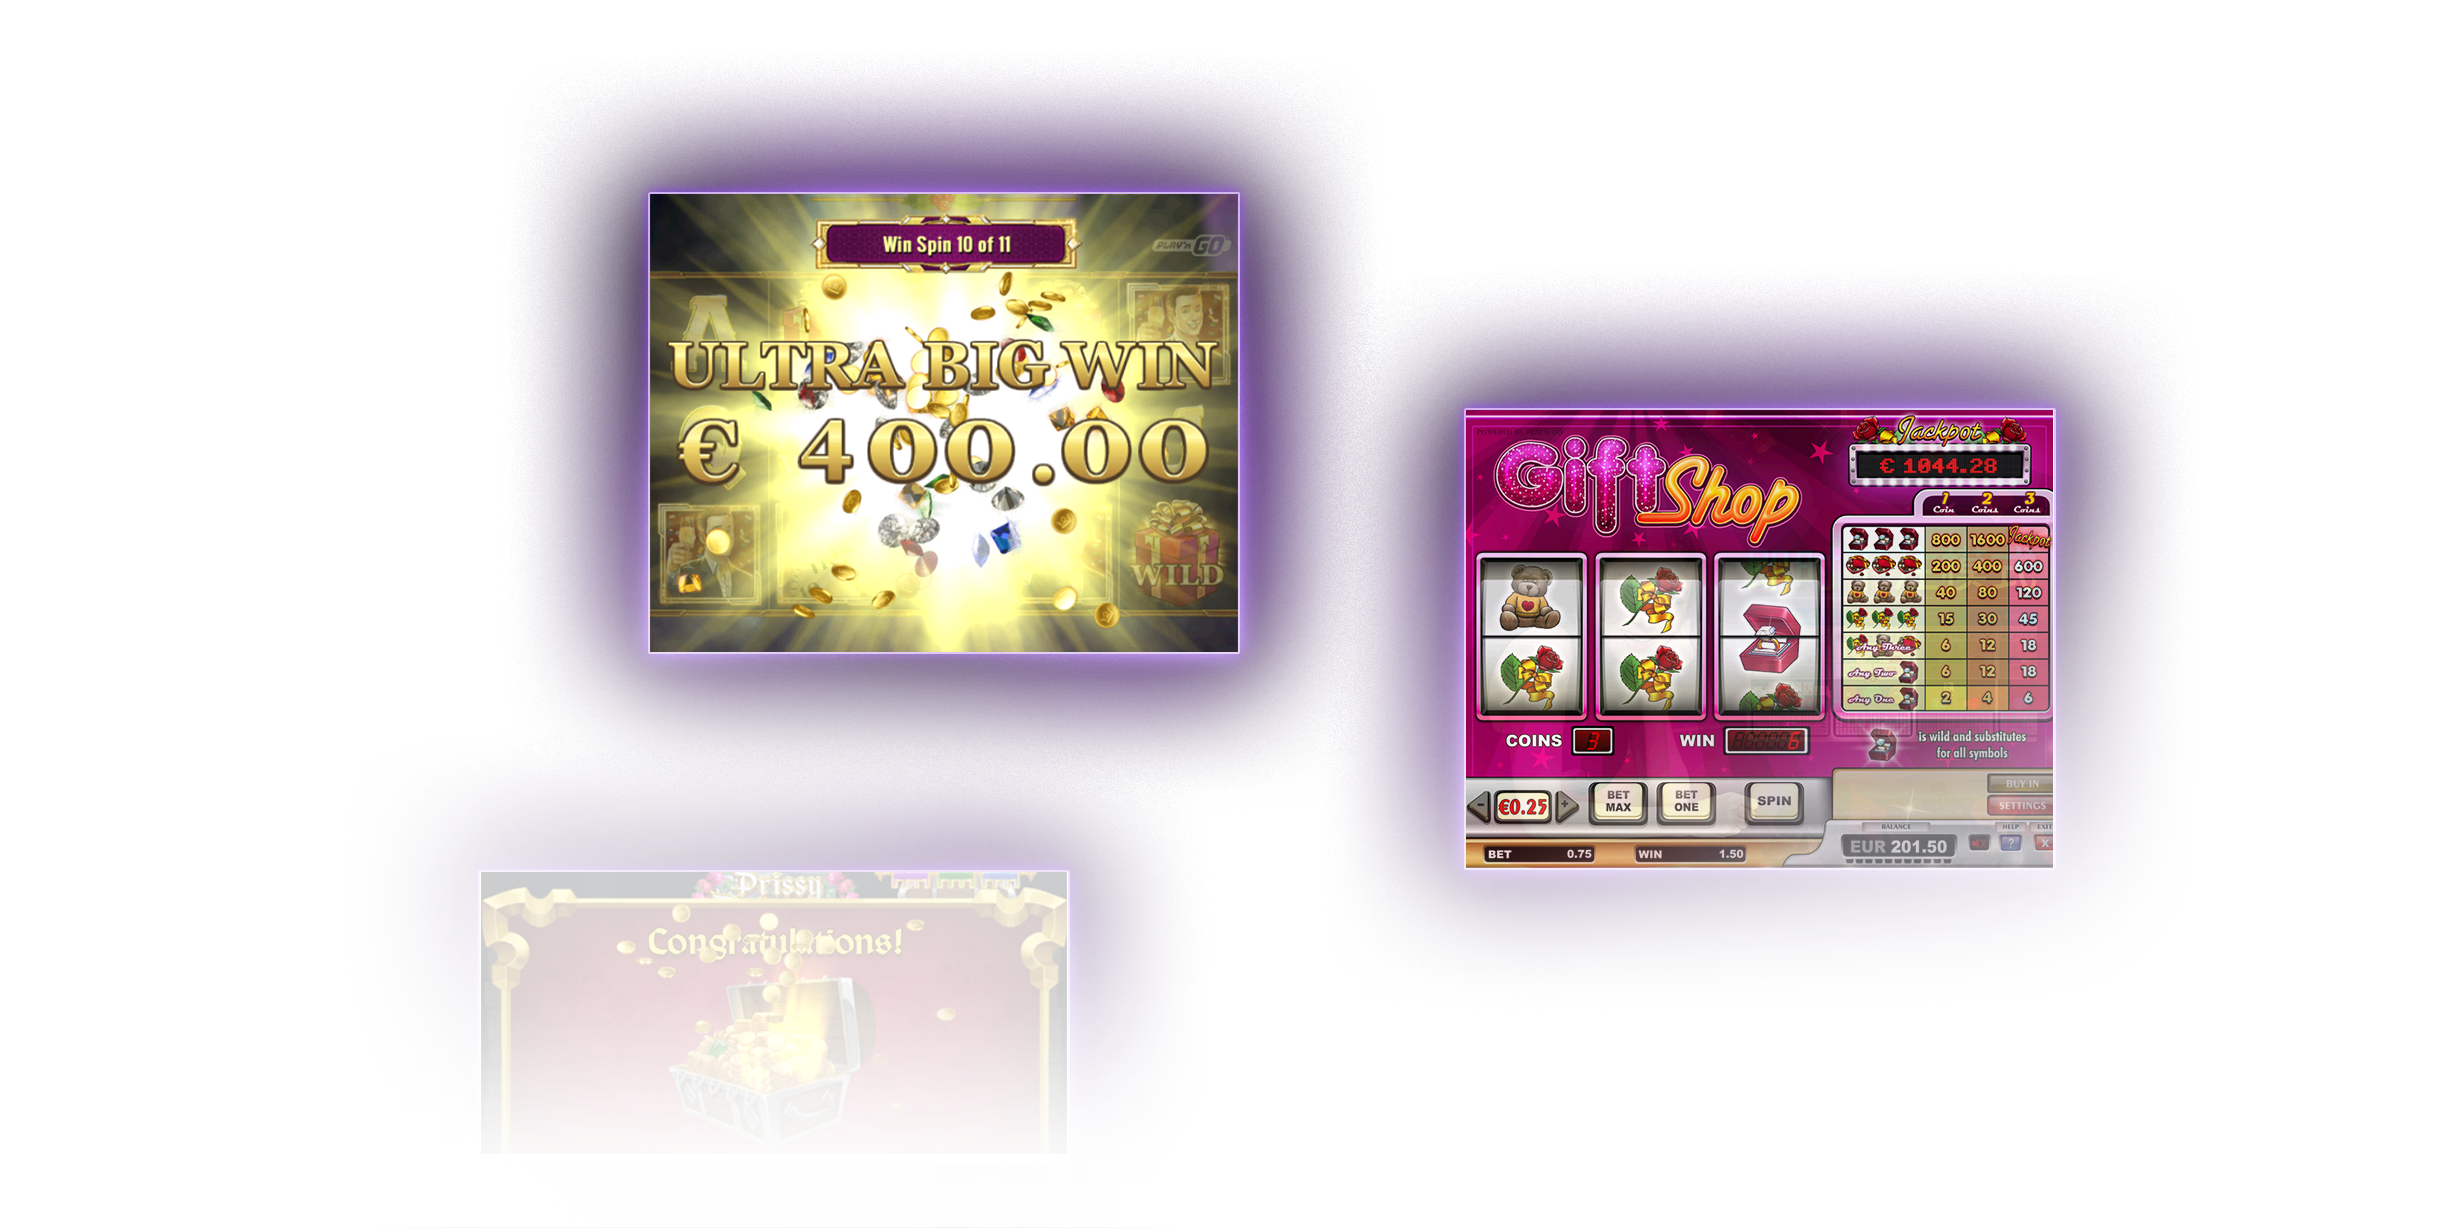 Win Spin 10 of 11
PLAY'n GO
ULTRA BIG WIN
€ 400.00
WILD
Jackpot
€ 1044.28
Gift Shop
1 2 3
Coin Coins Coins
800 1600 Jackpot
200 400 600
40 80 120
15 30 45
Any Three 6 12 18
Any Two 6 12 18
Any One 2 4 6
COINS 3 WIN 6
is wild and substitutes
for all symbols
- €0.25 + BET MAX BET ONE SPIN
BUY IN
SETTINGS
BALANCE HELP EXIT
EUR 201.50 ? X
BET 0.75 WIN 1.50
Prissy
Congratulations!